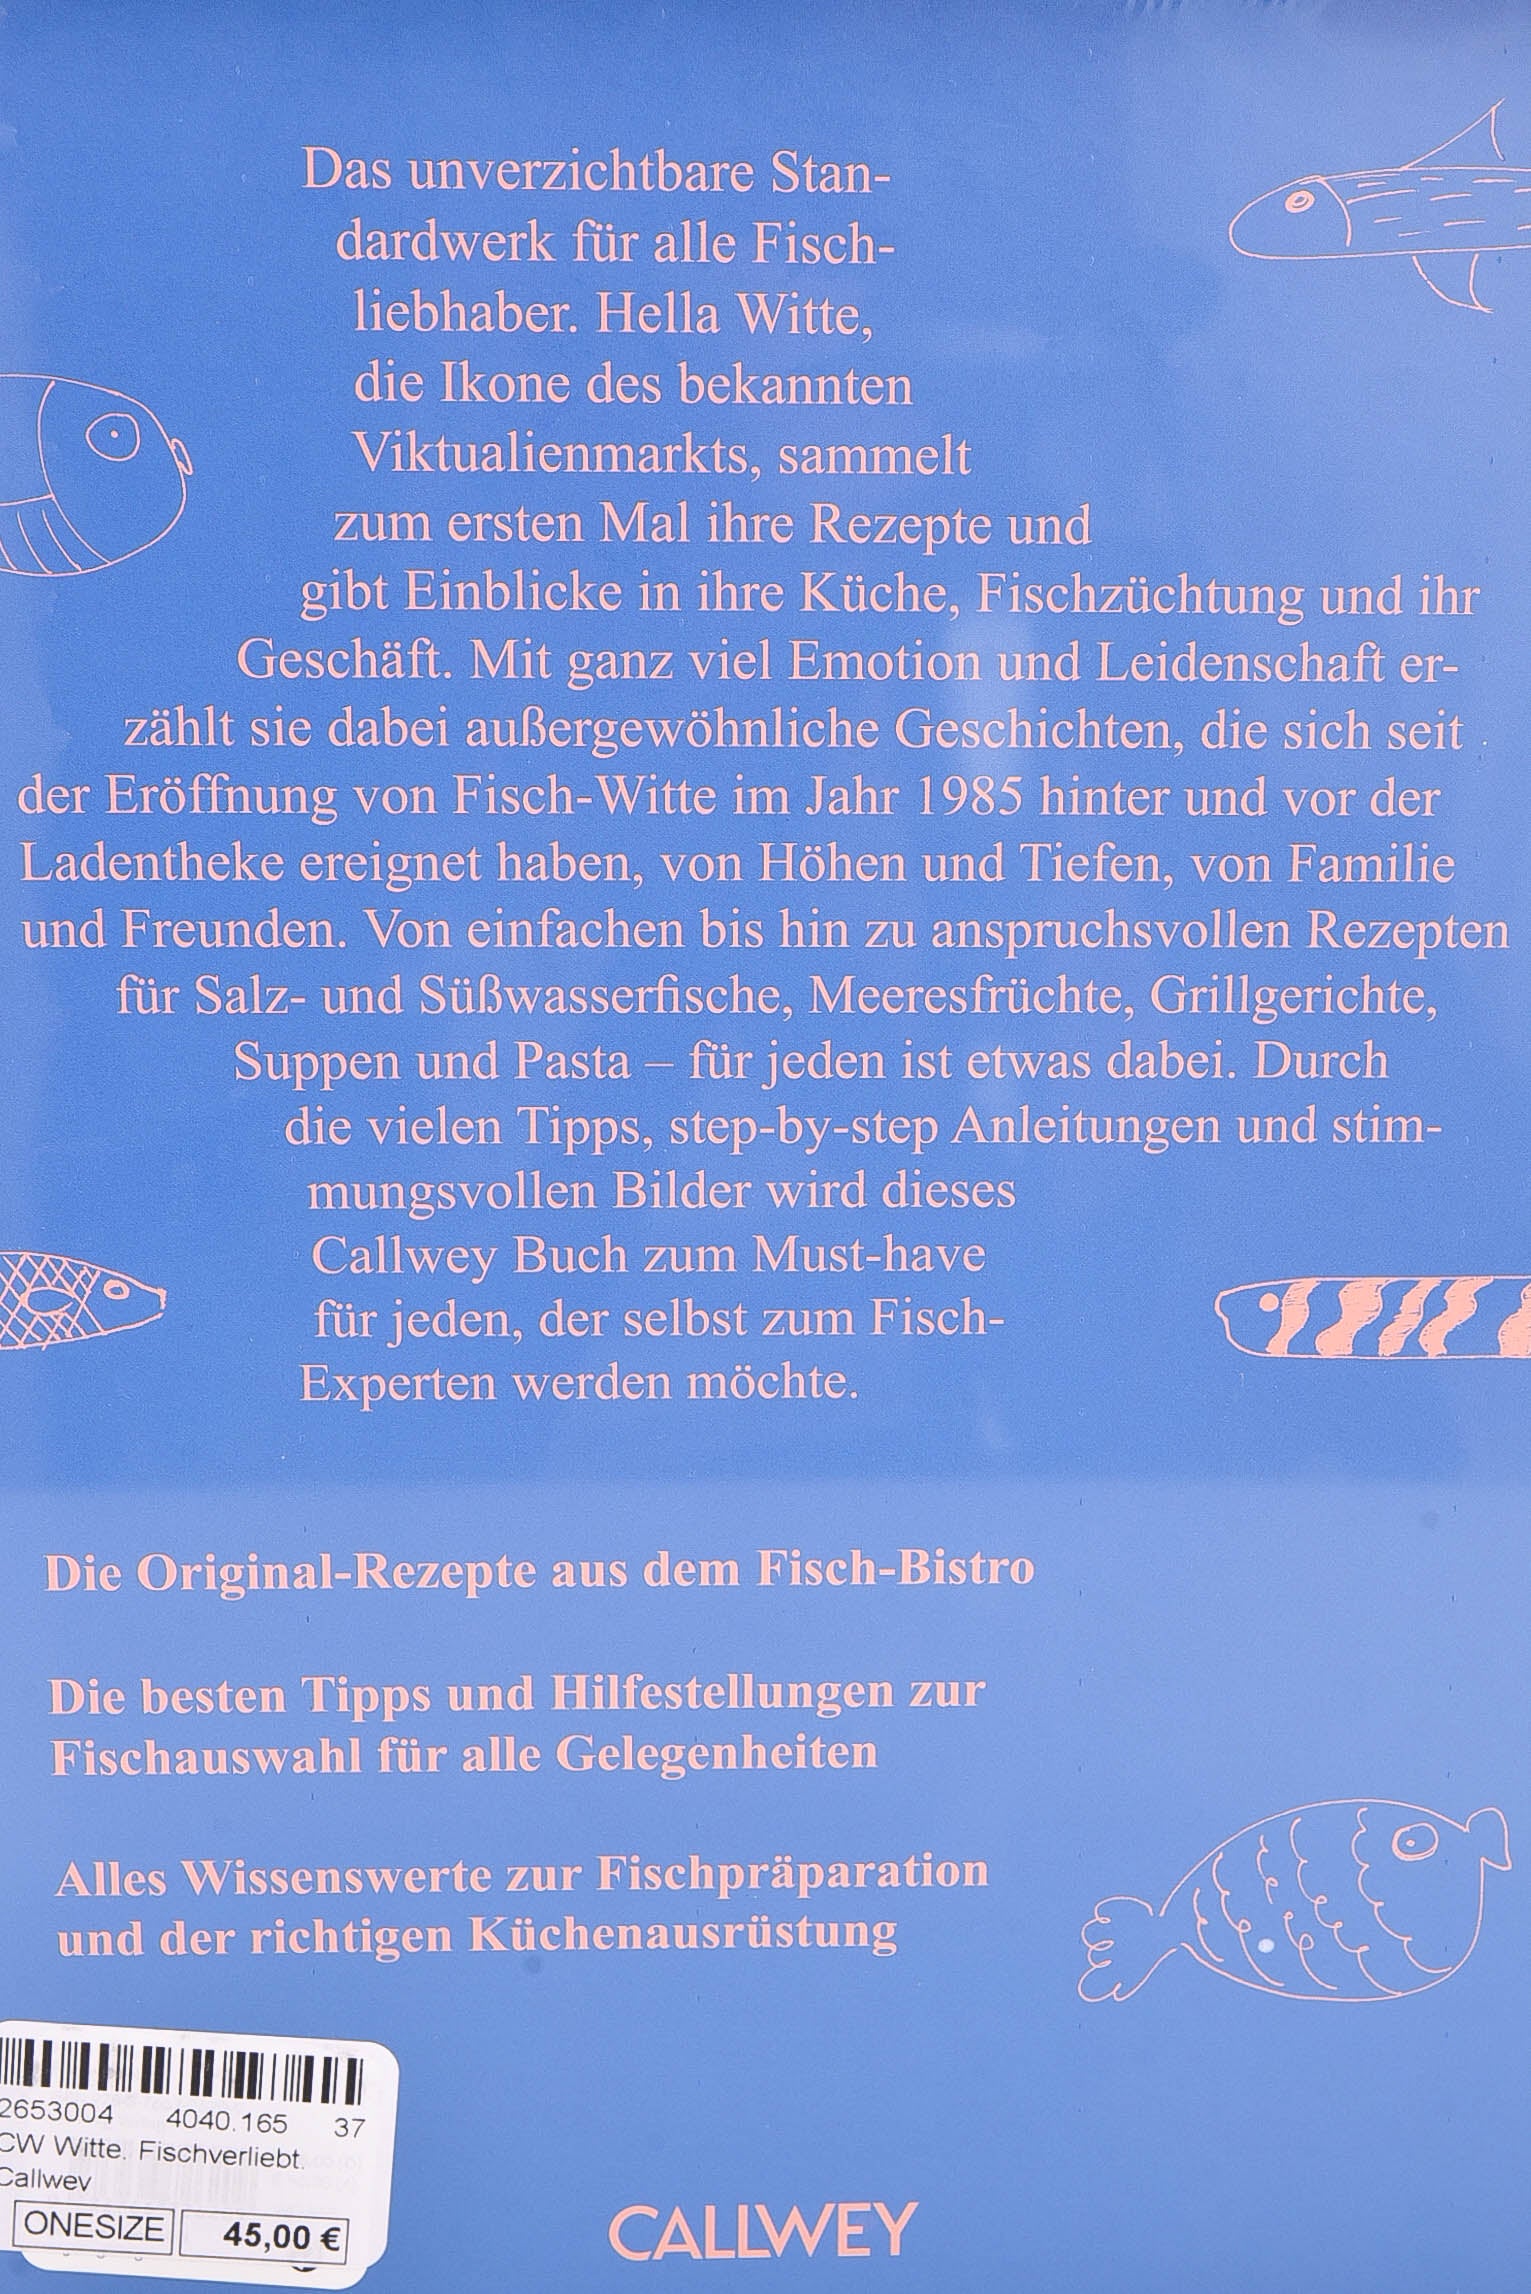 Das unverzichtbare Stan-
dardwerk für alle Fisch-
liebhaber. Hella Witte,
die Ikone des bekannten
Viktualienmarkts, sammelt
zum ersten Mal ihre Rezepte und
gibt Einblicke in ihre Küche, Fischzüchtung und ihr
Geschäft. Mit ganz viel Emotion und Leidenschaft er-
zählt sie dabei außergewöhnliche Geschichten, die sich seit
der Eröffnung von Fisch-Witte im Jahr 1985 hinter und vor der
Ladentheke ereignet haben, von Höhen und Tiefen, von Familie
und Freunden. Von einfachen bis hin zu anspruchsvollen Rezepten
für Salz- und Süßwasserfische, Meeresfrüchte, Grillgerichte,
Suppen und Pasta – für jeden ist etwas dabei. Durch
die vielen Tipps, step-by-step Anleitungen und stim-
mungsvollen Bilder wird dieses
Callwey Buch zum Must-have
für jeden, der selbst zum Fisch-
Experten werden möchte.
Die Original-Rezepte aus dem Fisch-Bistro
Die besten Tipps und Hilfestellungen zur
Fischauswahl für alle Gelegenheiten
Alles Wissenswerte zur Fischpräparation
und der richtigen Küchenausrüstung
2653004 4040.165 37
CW Witte. Fischverliebt.
Callwey
ONESIZE 45,00 €
CALLWEY